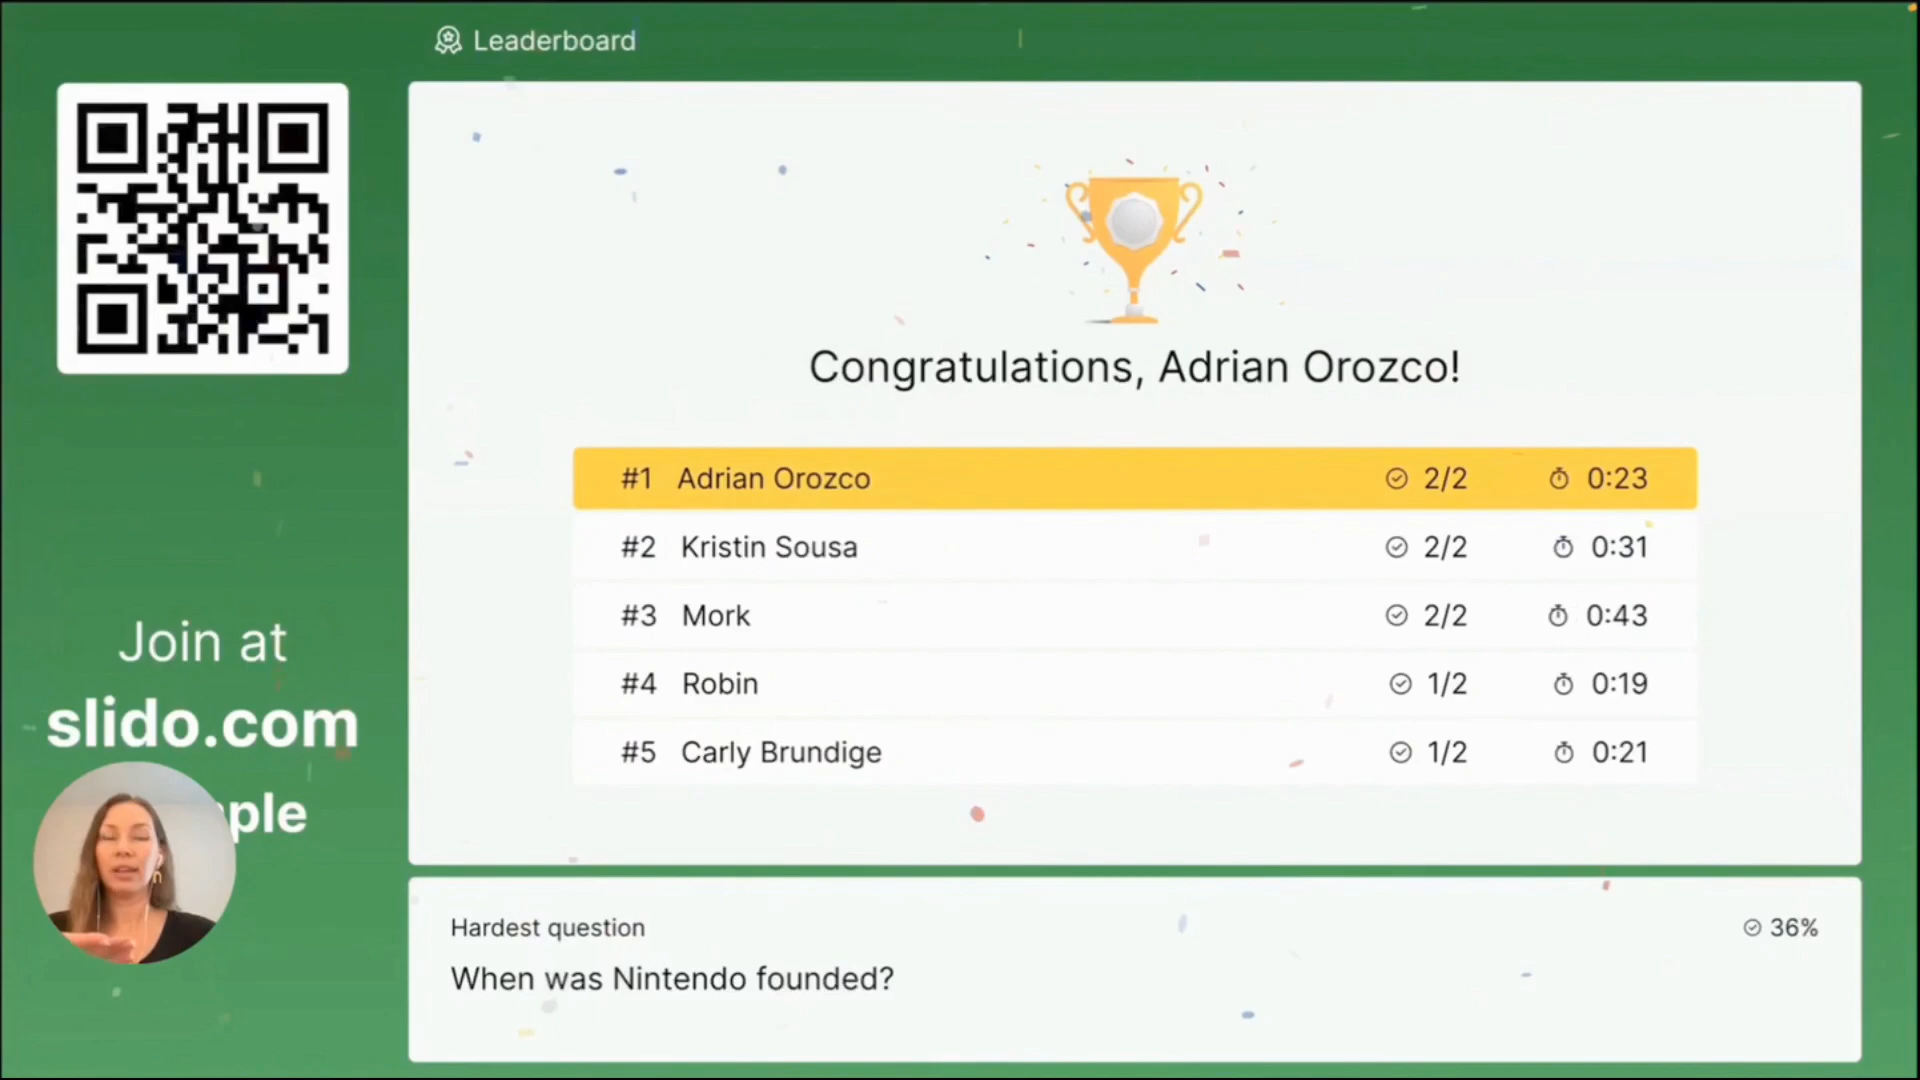 Leaderboard
Join at
slido.com
Congratulations, Adrian Orozco!
#1 Adrian Orozco 2/2 0:23
#2 Kristin Sousa 2/2 0:31
#3 Mork 2/2 0:43
#4 Robin 1/2 0:19
#5 Carly Brundige 1/2 0:21
Hardest question 36%
When was Nintendo founded?